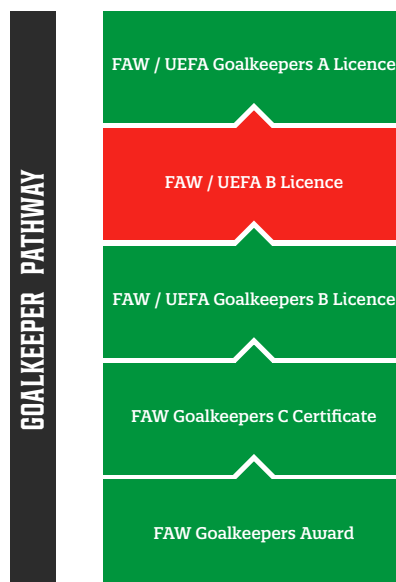 GOALKEEPER PATHWAY
FAW / UEFA Goalkeepers A Licence
FAW / UEFA B Licence
FAW / UEFA Goalkeepers B Licence
FAW Goalkeepers C Certificate
FAW Goalkeepers Award